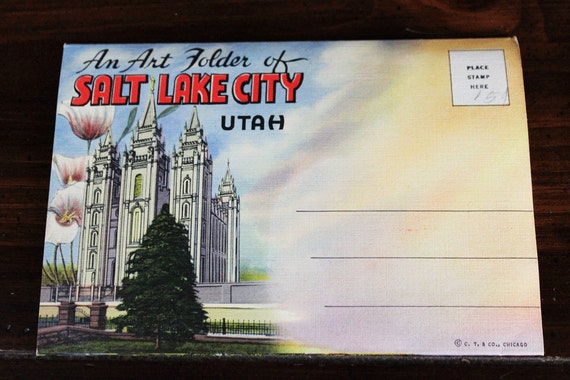 An Art Folder of
SALT LAKE CITY
UTAH
PLACE
STAMP
HERE
© C. T. & CO., CHICAGO